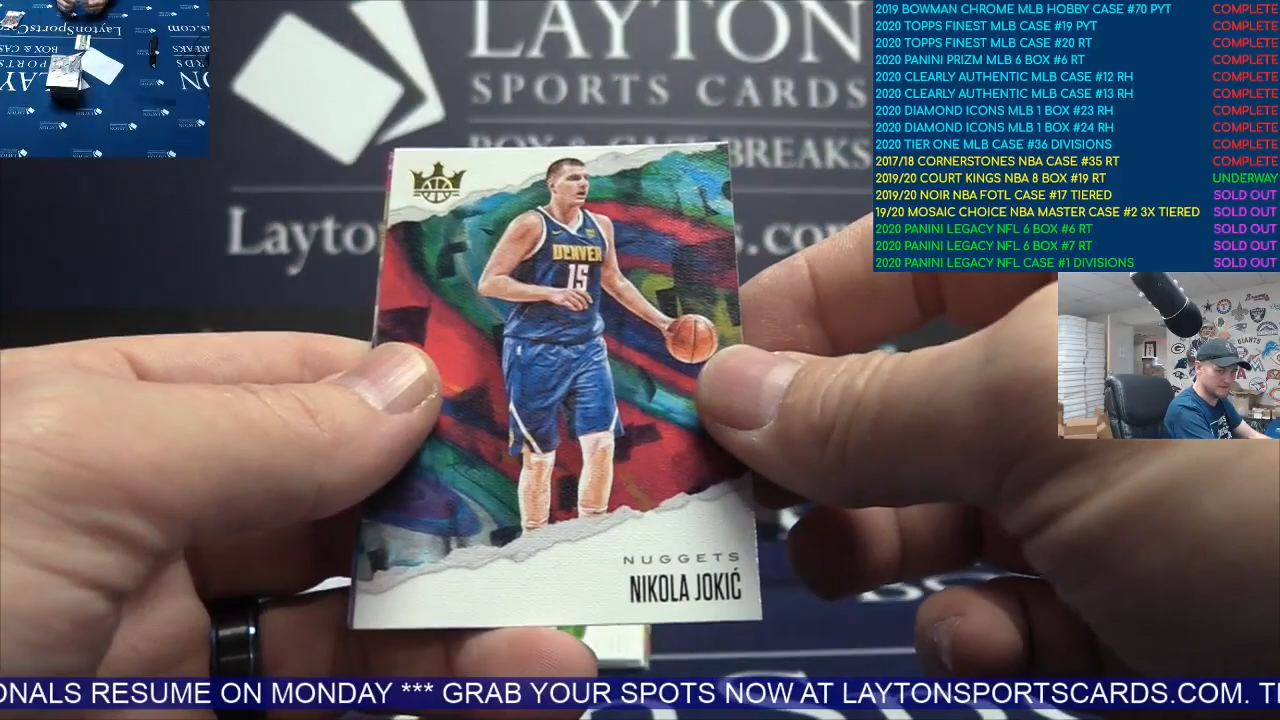 LAYTON
SPORTS CARDS
BOX & CASE BREAKS
2019 BOWMAN CHROME MLB HOBBY CASE #70 PYT COMPLETE
2020 TOPPS FINEST MLB CASE #19 PYT COMPLETE
2020 TOPPS FINEST MLB CASE #20 RT COMPLETE
2020 PANINI PRIZM MLB 6 BOX #6 RT COMPLETE
2020 CLEARLY AUTHENTIC MLB CASE #12 RH COMPLETE
2020 CLEARLY AUTHENTIC MLB CASE #13 RH COMPLETE
2020 DIAMOND ICONS MLB 1 BOX #23 RH COMPLETE
2020 DIAMOND ICONS MLB 1 BOX #24 RH COMPLETE
2020 TIER ONE MLB CASE #36 DIVISIONS COMPLETE
2017/18 CORNERSTONES NBA CASE #35 RT COMPLETE
2019/20 COURT KINGS NBA 8 BOX #19 RT UNDERWAY
2019/20 NOIR NBA FOTL CASE #17 TIERED SOLD OUT
19/20 MOSAIC CHOICE NBA MASTER CASE #2 3X TIERED SOLD OUT
2020 PANINI LEGACY NFL 6 BOX #6 RT SOLD OUT
2020 PANINI LEGACY NFL 6 BOX #7 RT SOLD OUT
2020 PANINI LEGACY NFL CASE #1 DIVISIONS SOLD OUT
DENVER
15
NUGGETS
NIKOLA JOKIĆ
GIANTS
ONALS RESUME ON MONDAY *** GRAB YOUR SPOTS NOW AT LAYTONSPORTSCARDS.COM. T